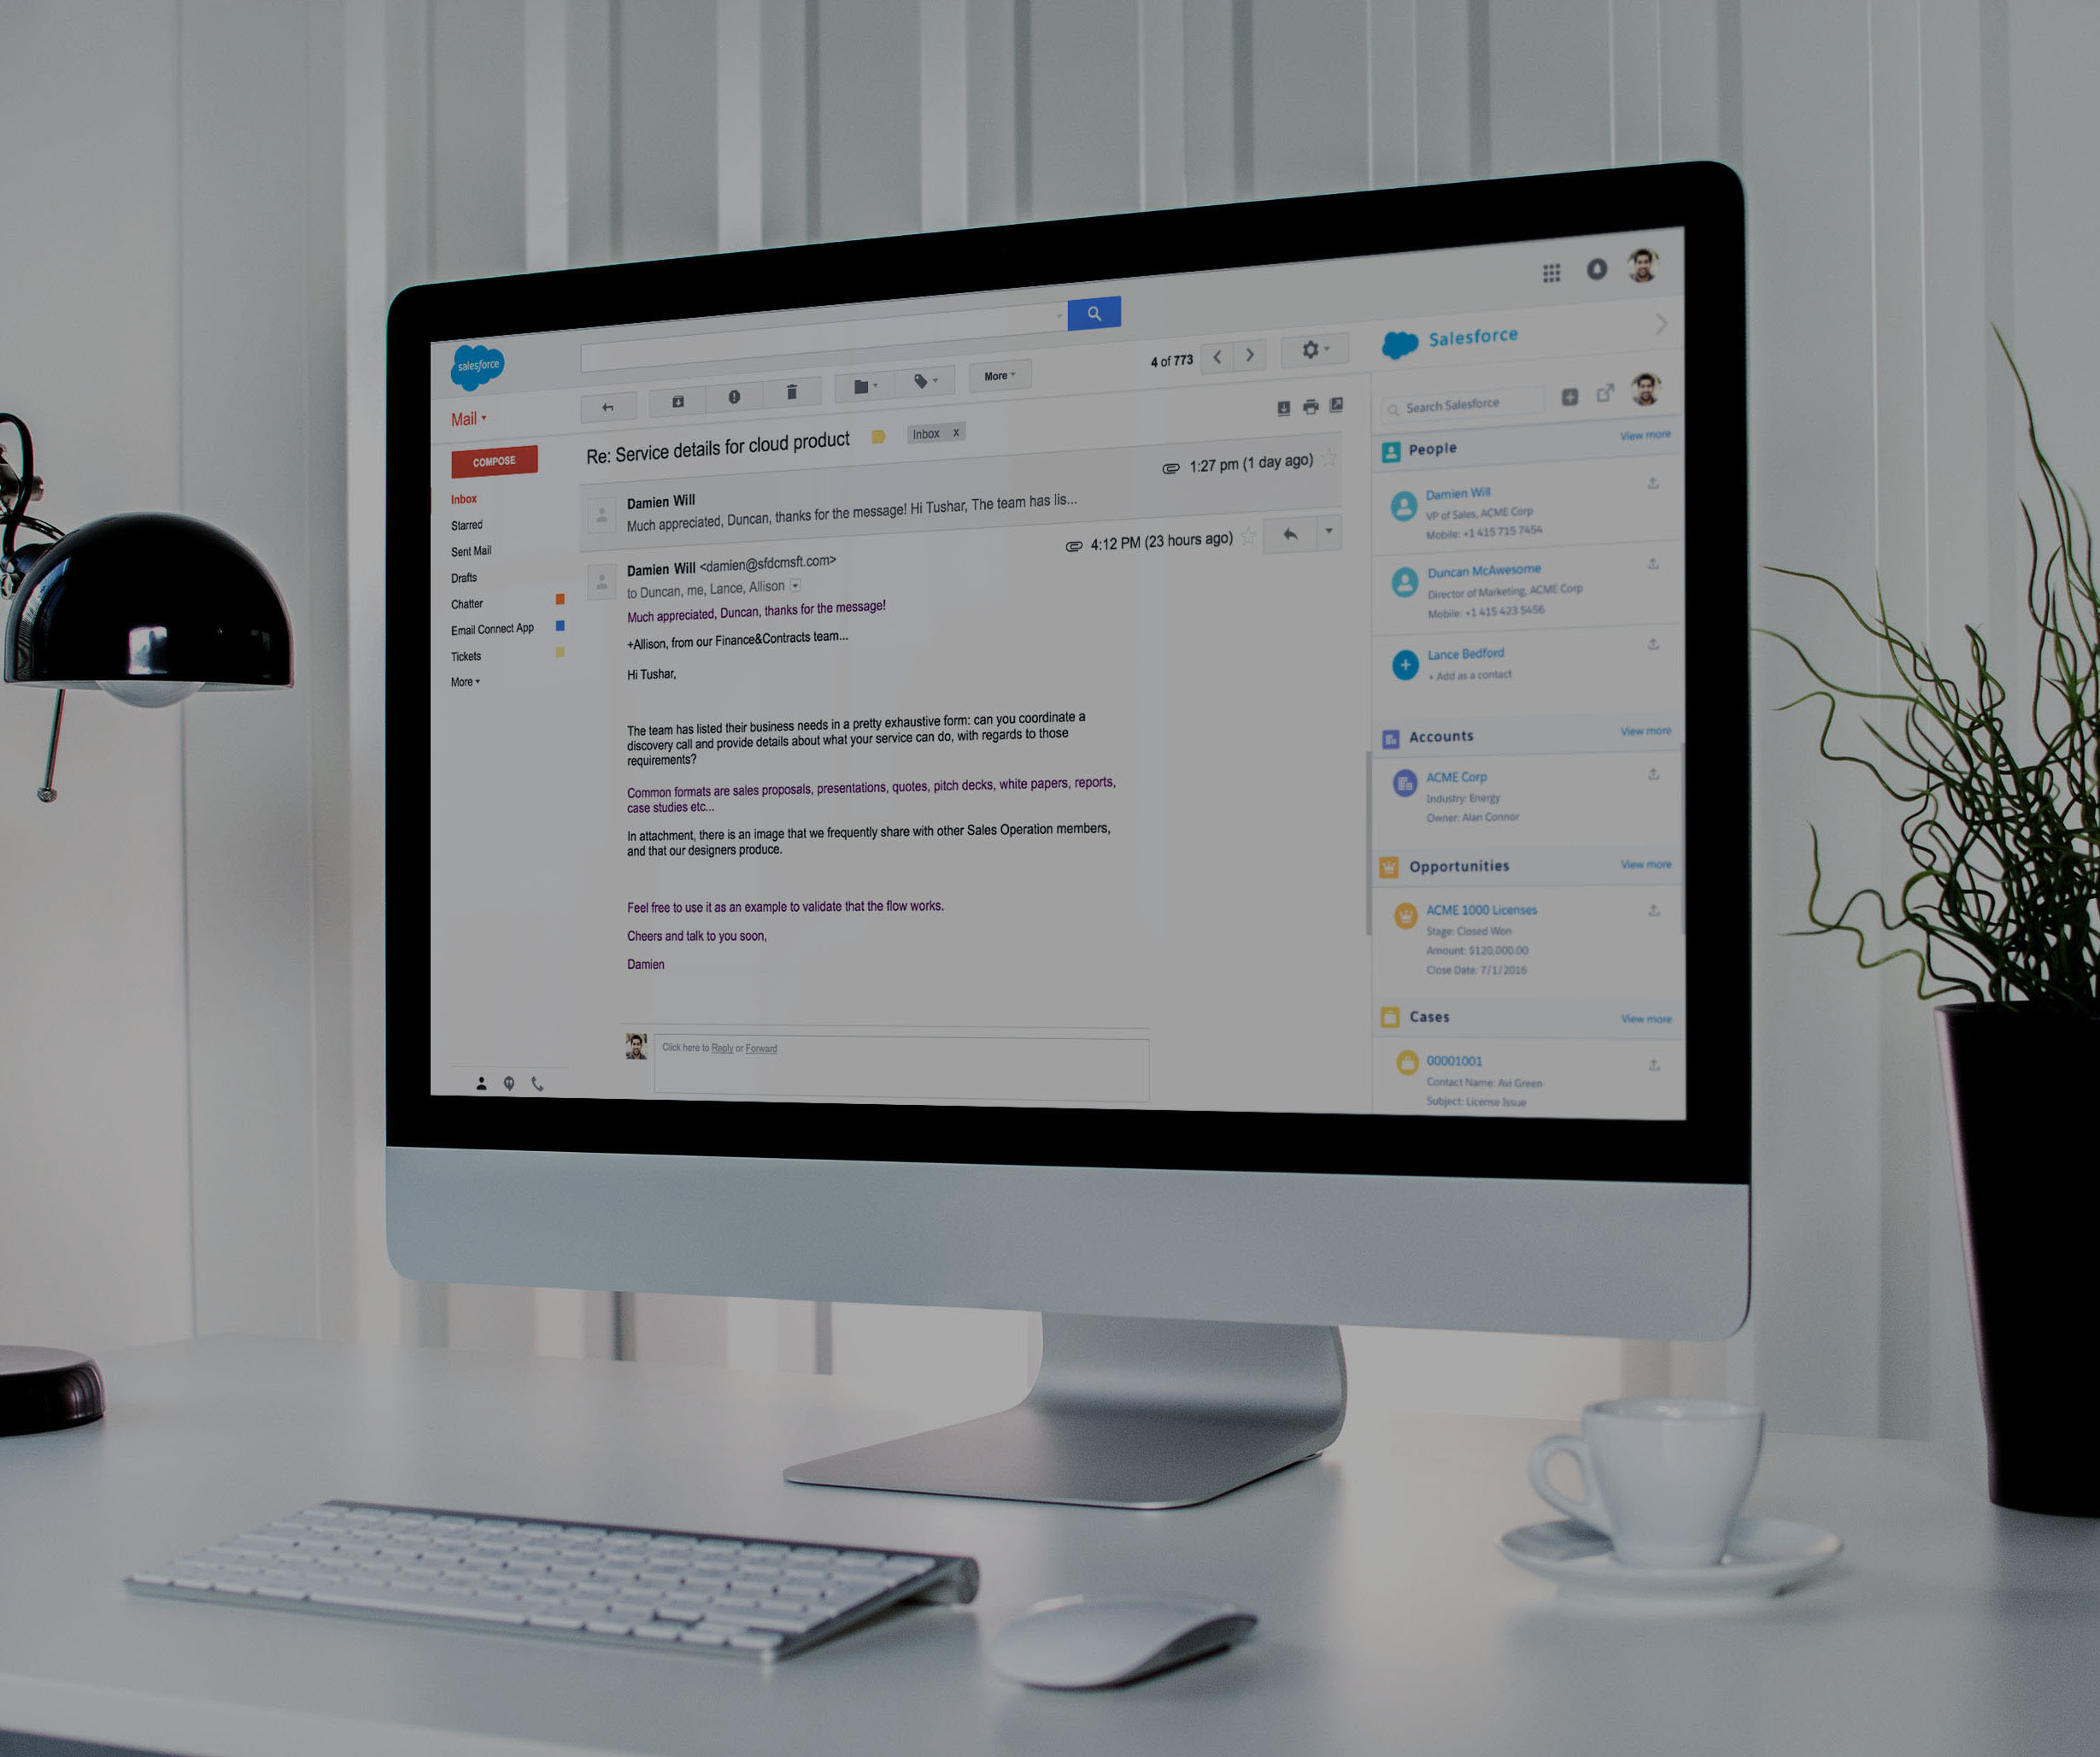 salesforce
Mail
COMPOSE
Inbox
Starred
Sent Mail
Drafts
Chatter
Email Connect App
Tickets
More
More
4 of 773
Re: Service details for cloud product
Inbox x
Damien Will
1:27 pm (1 day ago)
Much appreciated, Duncan, thanks for the message! Hi Tushar, The team has lis...
Damien Will <damien@sfdcmsft.com>
4:12 PM (23 hours ago)
to Duncan, me, Lance, Allison
Much appreciated, Duncan, thanks for the message!
+Allison, from our Finance&Contracts team...
Hi Tushar,
The team has listed their business needs in a pretty exhaustive form: can you coordinate a
discovery call and provide details about what your service can do, with regards to those
requirements?
Common formats are sales proposals, presentations, quotes, pitch decks, white papers, reports,
case studies etc...
In attachment, there is an image that we frequently share with other Sales Operation members,
and that our designers produce.
Feel free to use it as an example to validate that the flow works.
Cheers and talk to you soon,
Damien
Click here to Reply or Forward
Salesforce
Search Salesforce
People
View more
Damien Will
VP of Sales, ACME Corp
Mobile: +1 415 715 7454
Duncan McAwesome
Director of Marketing, ACME Corp
Mobile: +1 415 423 5456
Lance Bedford
+ Add as a contact
Accounts
View more
ACME Corp
Industry: Energy
Owner: Alan Connor
Opportunities
View more
ACME 1000 Licenses
Stage: Closed Won
Amount: $120,000.00
Close Date: 7/1/2016
Cases
View more
00001001
Contact Name: Avi Green
Subject: License Issue